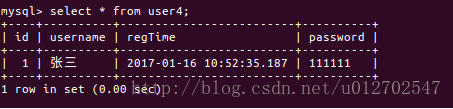 mysql> select * from user4;
+----+----------+-------------------------+----------+
| id | username | regTime | password |
+----+----------+-------------------------+----------+
| 1 | 张三 | 2017-01-16 10:52:35.187 | 111111 |
+----+----------+-------------------------+----------+
1 row in set (0.00 sec)
http://blog.csdn.net/u012702547